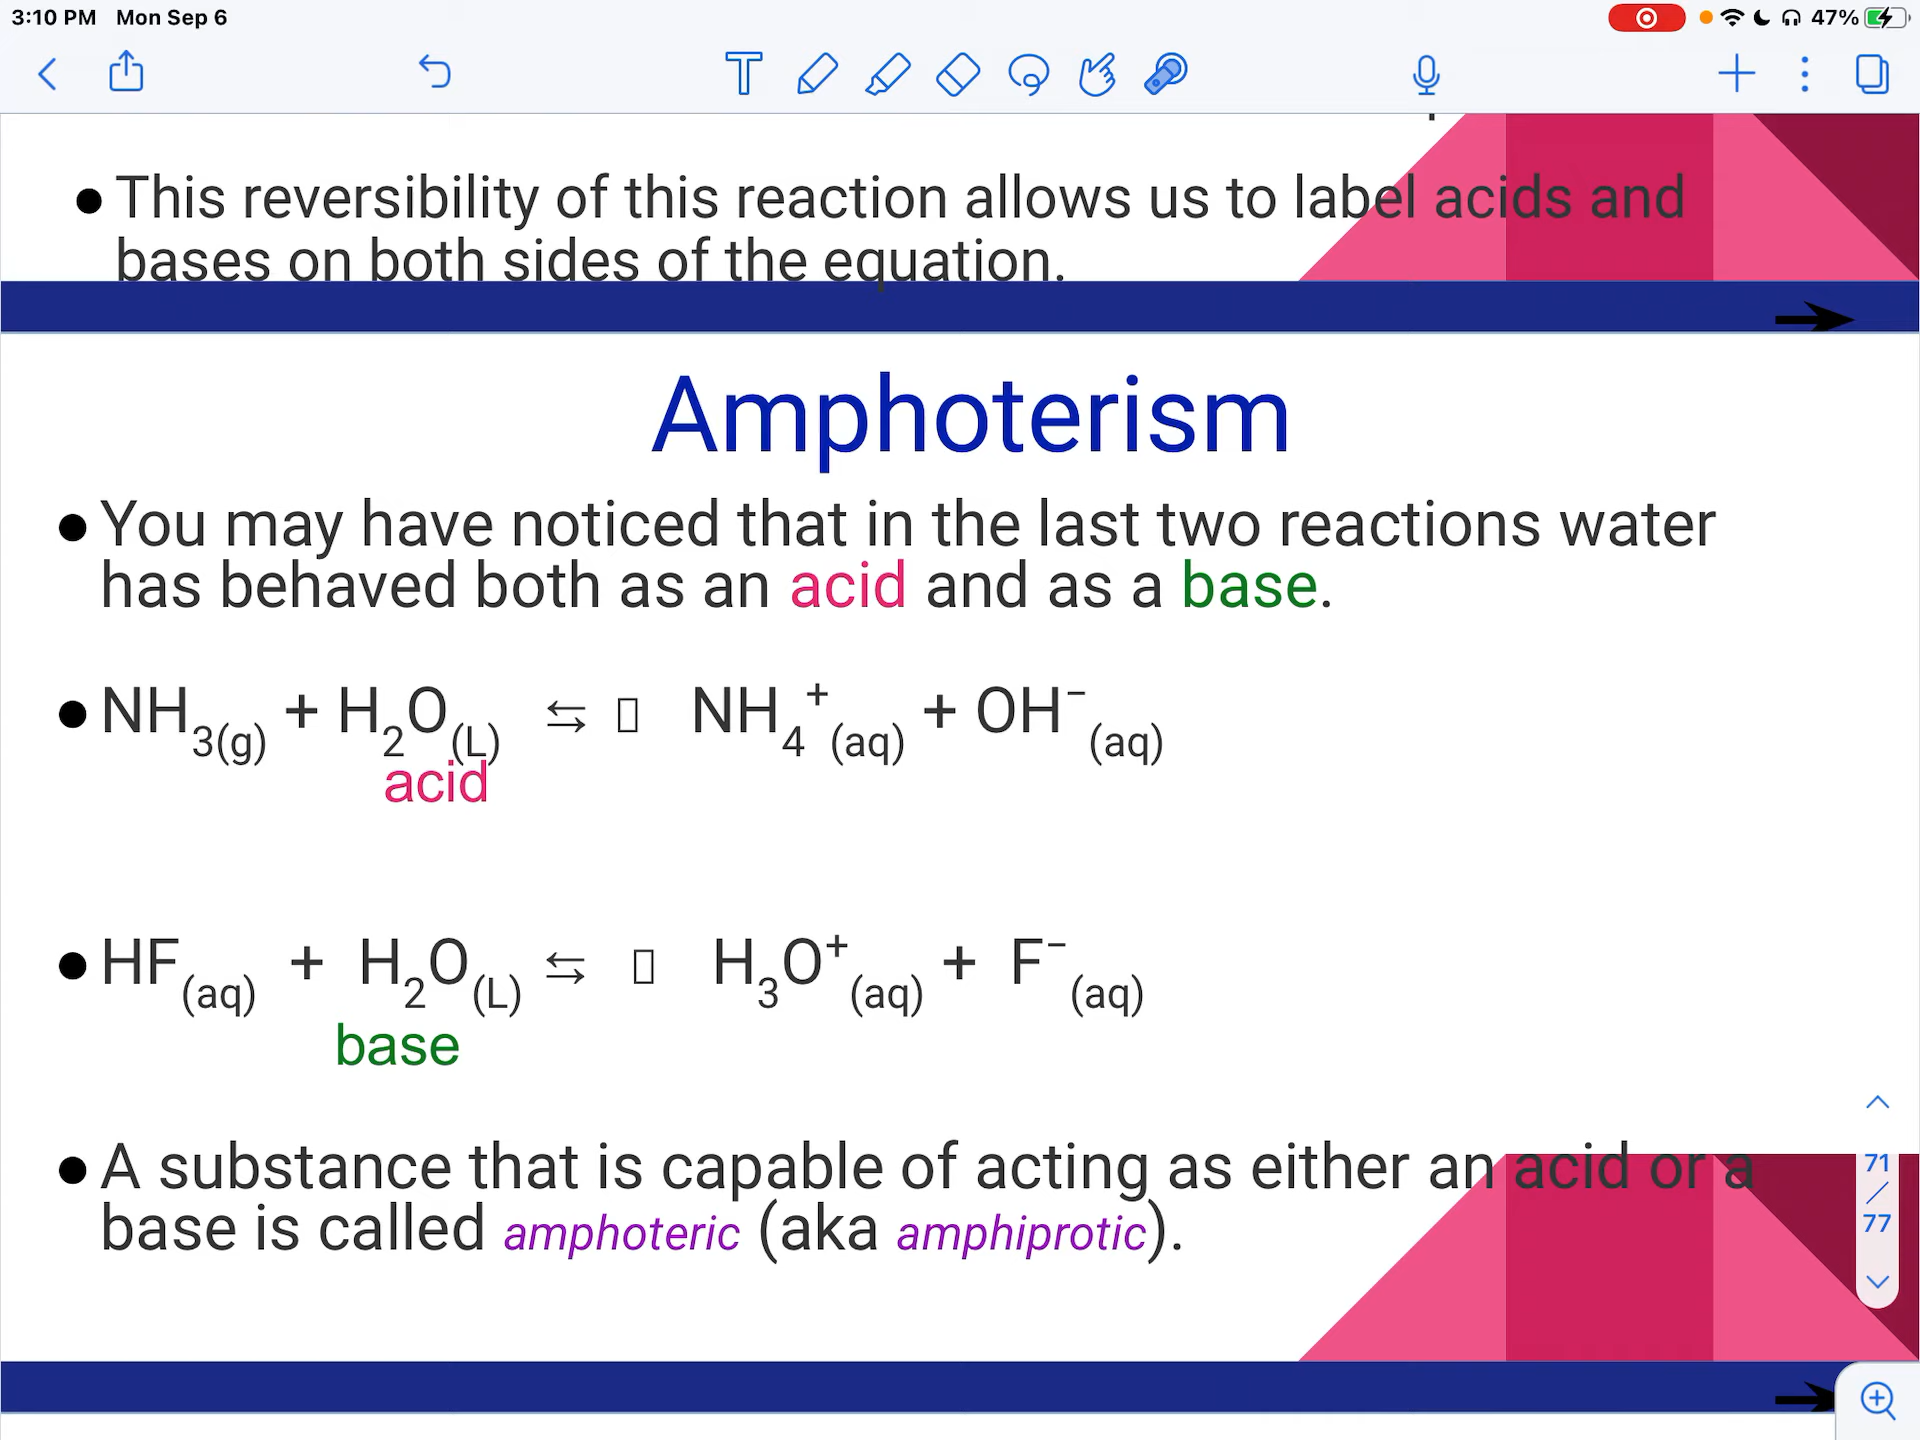 3:10 PM Mon Sep 6 47%
• This reversibility of this reaction allows us to label acids and
bases on both sides of the equation.
Amphoterism
• You may have noticed that in the last two reactions water
has behaved both as an acid and as a base.
• NH₃(g) + H₂O(L) ⇆ ▯ NH₄⁺(aq) + OH⁻(aq)
acid
• HF(aq) + H₂O(L) ⇆ ▯ H₃O⁺(aq) + F⁻(aq)
base
• A substance that is capable of acting as either an acid or a
base is called amphoteric (aka amphiprotic).
71
/
77